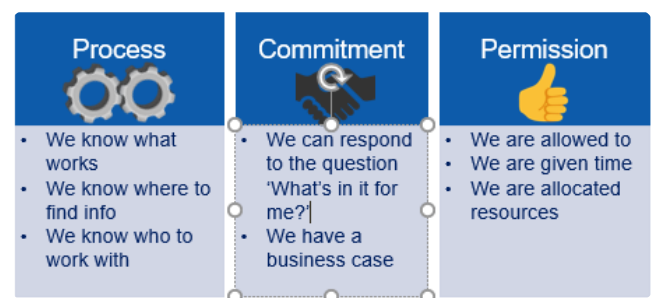 Process
• We know what
works
• We know where to
find info
• We know who to
work with
Commitment
• We can respond
to the question
‘What’s in it for
me?’
• We have a
business case
Permission
• We are allowed to
• We are given time
• We are allocated
resources